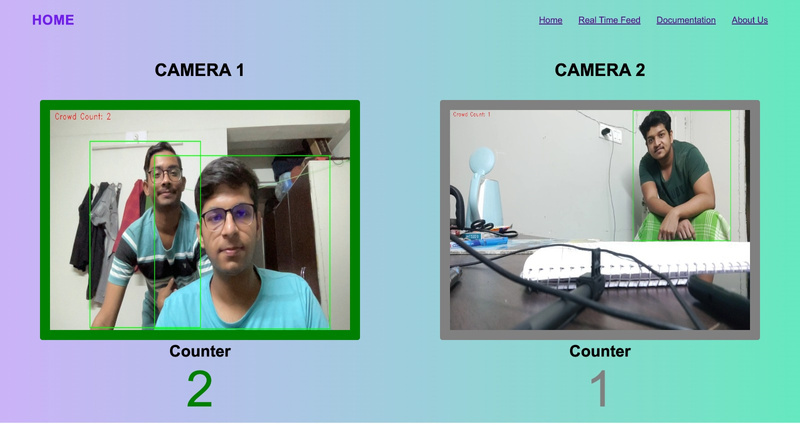 HOME
Home Real Time Feed Documentation About Us
CAMERA 1
CAMERA 2
Crowd Count: 2
Crowd Count: 1
Counter
2
Counter
1